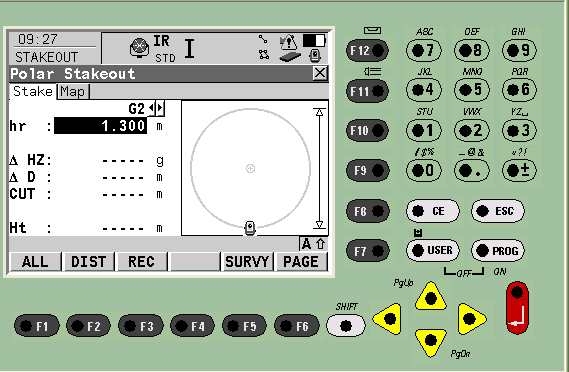 09:27
STAKEOUT
IR
STD
I
Polar Stakeout
Stake Map
G2
hr : 1.300 m
Δ HZ: ----- g
Δ D : ----- m
CUT : ----- m
Ht : ----- m
A
ALL DIST REC SURVY PAGE
F12 ABC 7 DEF 8 GHI 9
F11 JKL 4 MNO 5 PQR 6
F10 STU 1 VWX 2 YZ 3
F9 /$% 0 _@& . ?! ±
F8 CE ESC
F7 USER PROG
OFF ON
PgUp
F1 F2 F3 F4 F5 F6 SHIFT
PgDn